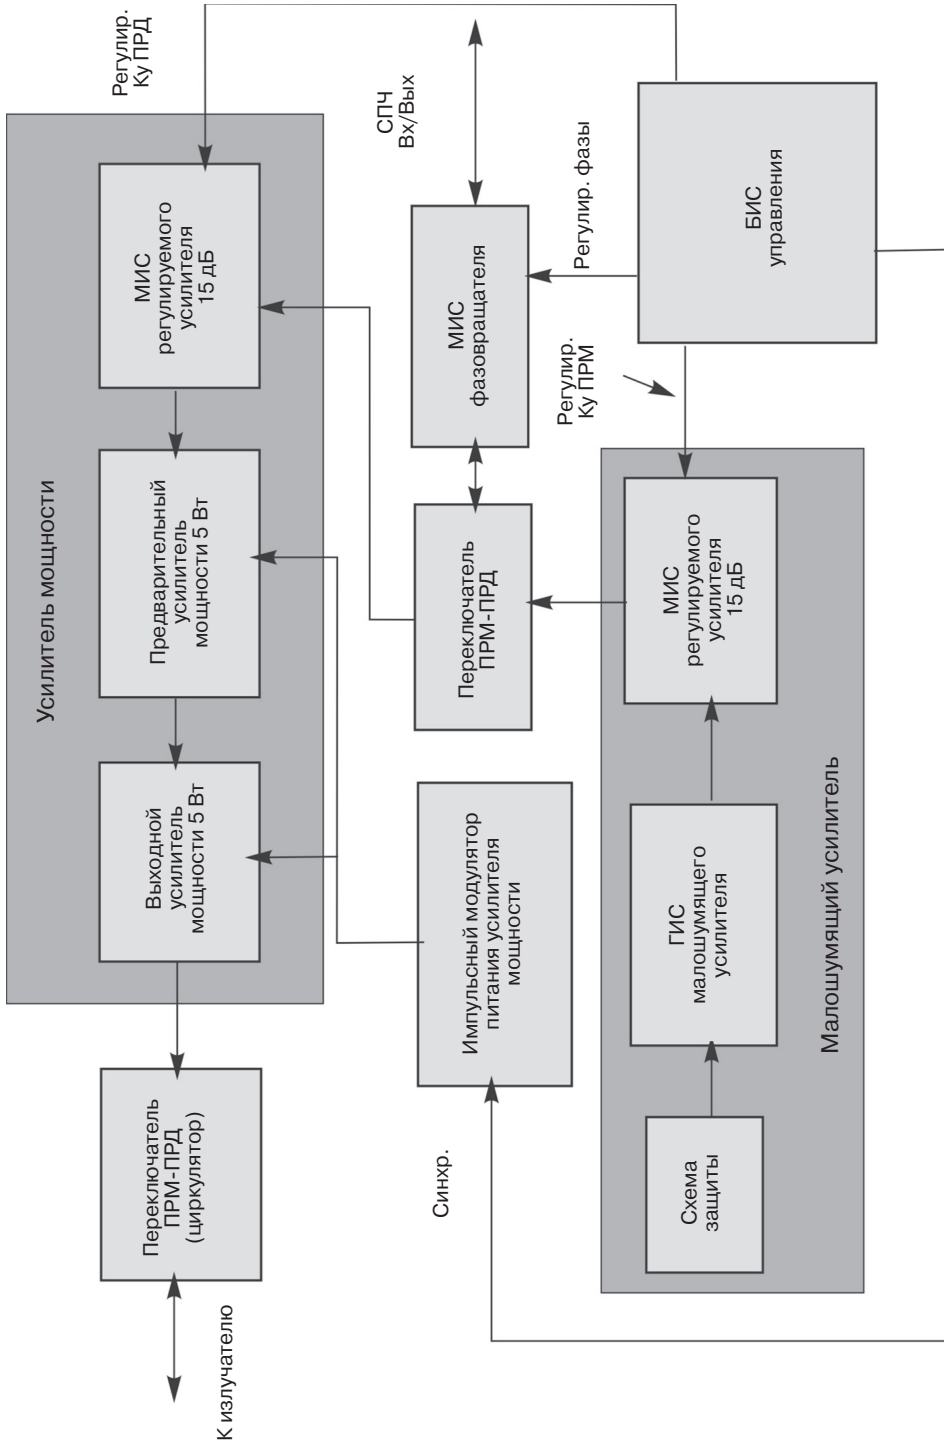 Усилитель мощности
Регулир.
Ку ПРД
К излучателю
Переключатель
ПРМ-ПРД
(циркулятор)
Выходной
усилитель
мощности 5 Вт
Предварительный
усилитель
мощности 5 Вт
МИС
регулируемого
усилителя
15 дБ
Синхр.
Импульсный модулятор
питания усилителя
мощности
Переключатель
ПРМ-ПРД
МИС
фазовращателя
СПЧ
Вх/Вых
Регулир. фазы
Регулир.
Ку ПРМ
Схема
защиты
ГИС
малошумящего
усилителя
МИС
регулируемого
усилителя
15 дБ
БИС
управления
Малошумящий усилитель